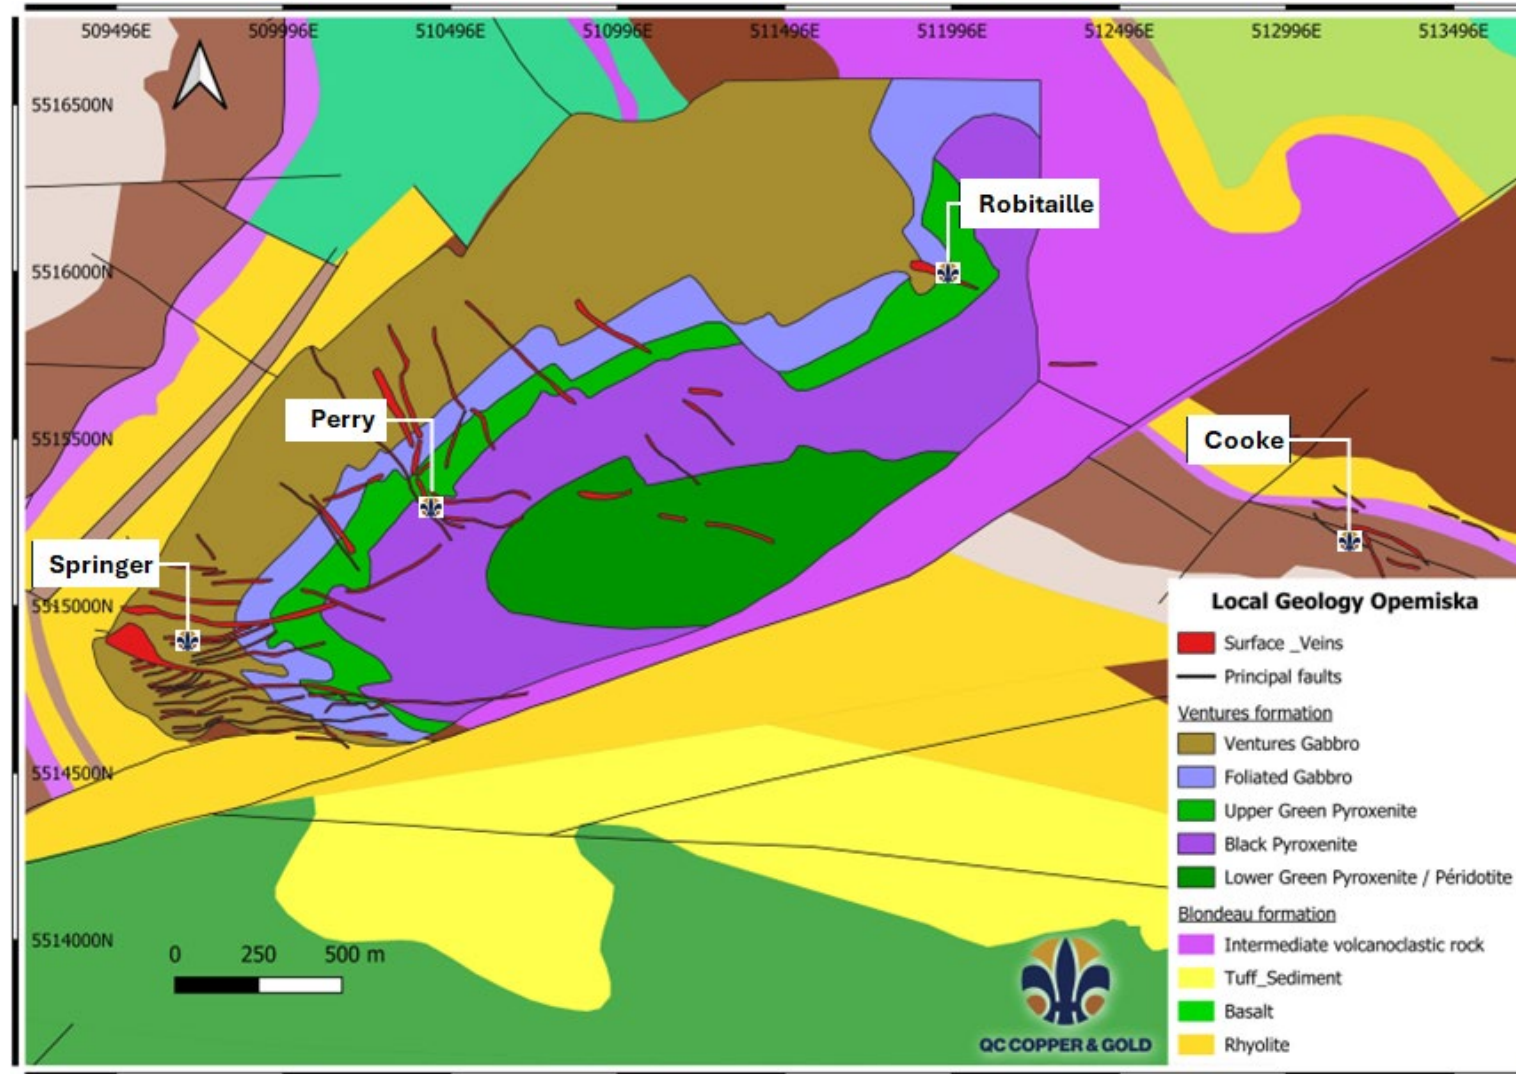 509496E 509996E 510496E 510996E 511496E 511996E 512496E 512996E 513496E
5516500N
Robitaille
5516000N
Perry
5515500N
Cooke
Springer
5515000N
5514500N
5514000N
0 250 500 m
QC COPPER & GOLD
Local Geology Opemiska
Surface _Veins
Principal faults
Ventures formation
Ventures Gabbro
Foliated Gabbro
Upper Green Pyroxenite
Black Pyroxenite
Lower Green Pyroxenite / Péridotite
Blondeau formation
Intermediate volcanoclastic rock
Tuff_Sediment
Basalt
Rhyolite